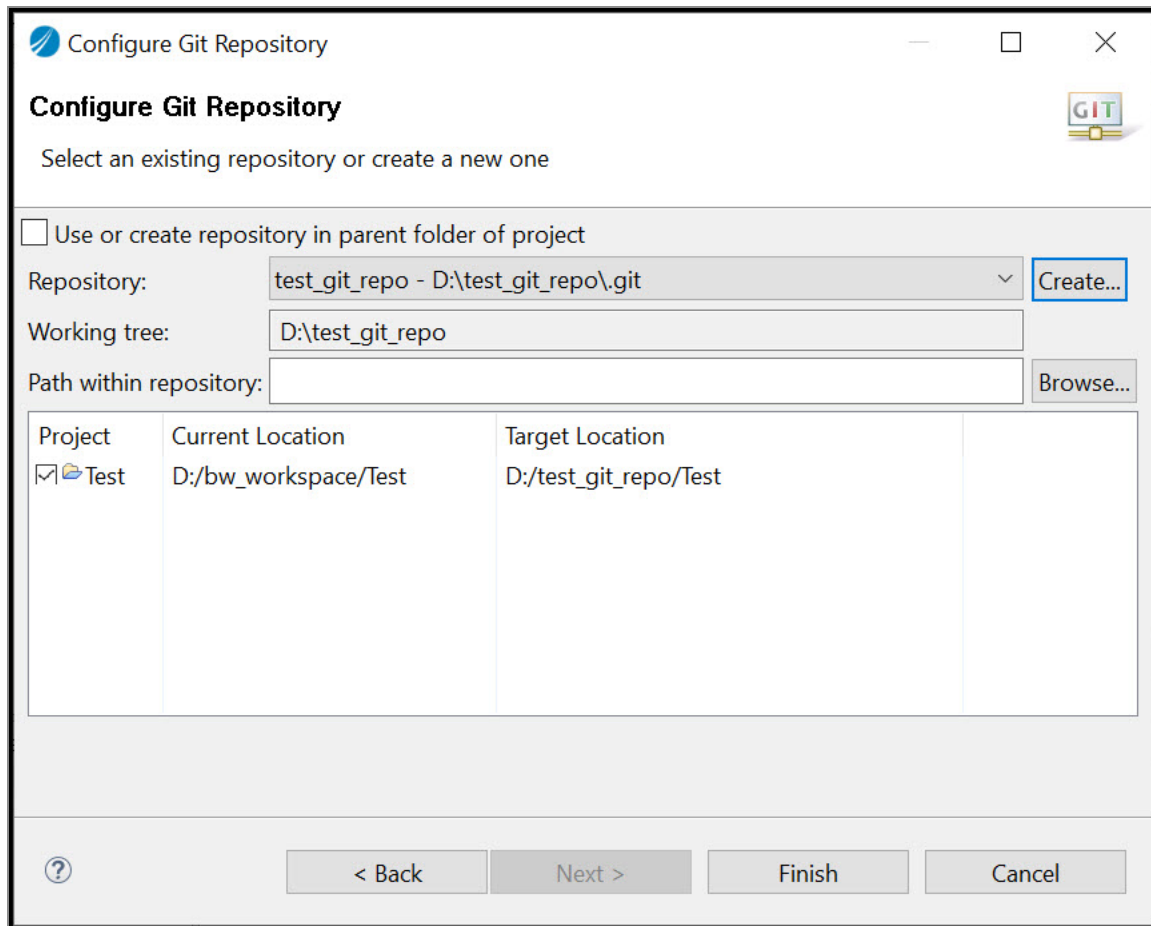 Configure Git Repository
Configure Git Repository
GIT
Select an existing repository or create a new one
Use or create repository in parent folder of project
Repository: test_git_repo - D:\test_git_repo\.git Create...
Working tree: D:\test_git_repo
Path within repository: Browse...
Project Current Location Target Location
Test D:/bw_workspace/Test D:/test_git_repo/Test
? < Back Next > Finish Cancel